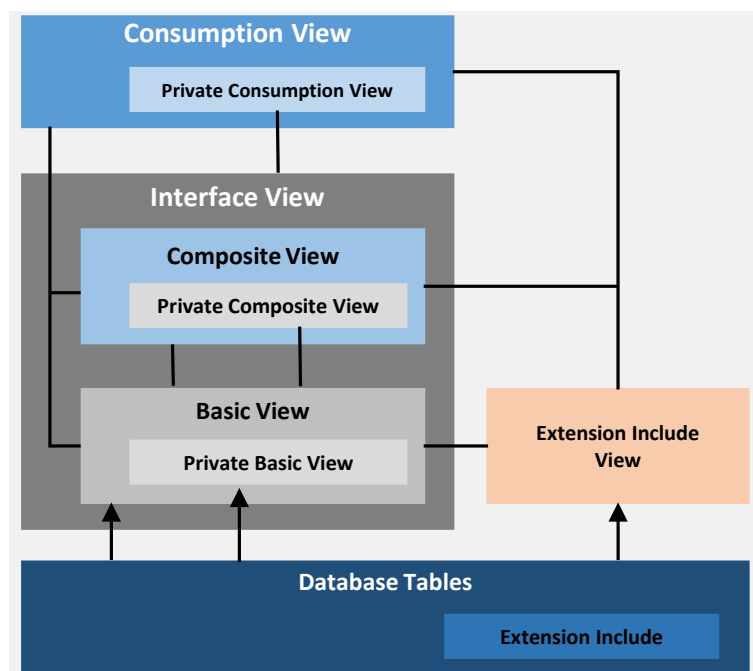 Consumption View
Private Consumption View
Interface View
Composite View
Private Composite View
Basic View
Private Basic View
Extension Include
View
Database Tables
Extension Include